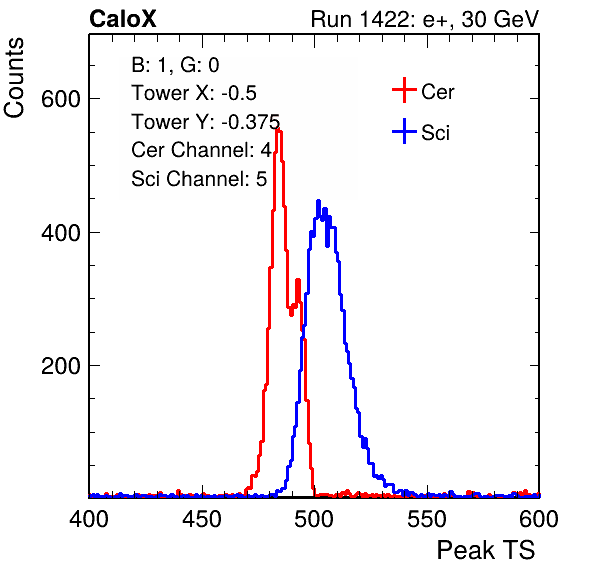 CaloX Run 1422: e+, 30 GeV
Counts
B: 1, G: 0
Tower X: -0.5
Tower Y: -0.375
Cer Channel: 4
Sci Channel: 5
Cer
Sci
600
400
200
400 450 500 550 600
Peak TS